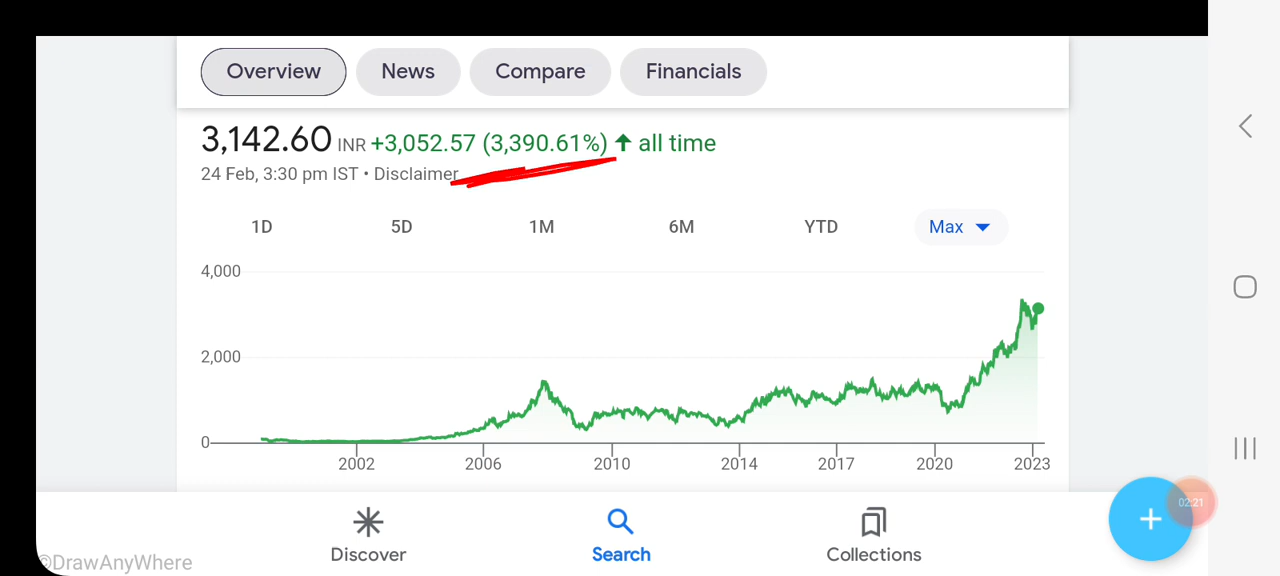 Overview News Compare Financials
3,142.60 INR +3,052.57 (3,390.61%) ↑ all time
24 Feb, 3:30 pm IST • Disclaimer
1D 5D 1M 6M YTD Max
4,000
2,000
0
2002 2006 2010 2014 2017 2020 2023
02:21
Discover Search Collections
©DrawAnyWhere